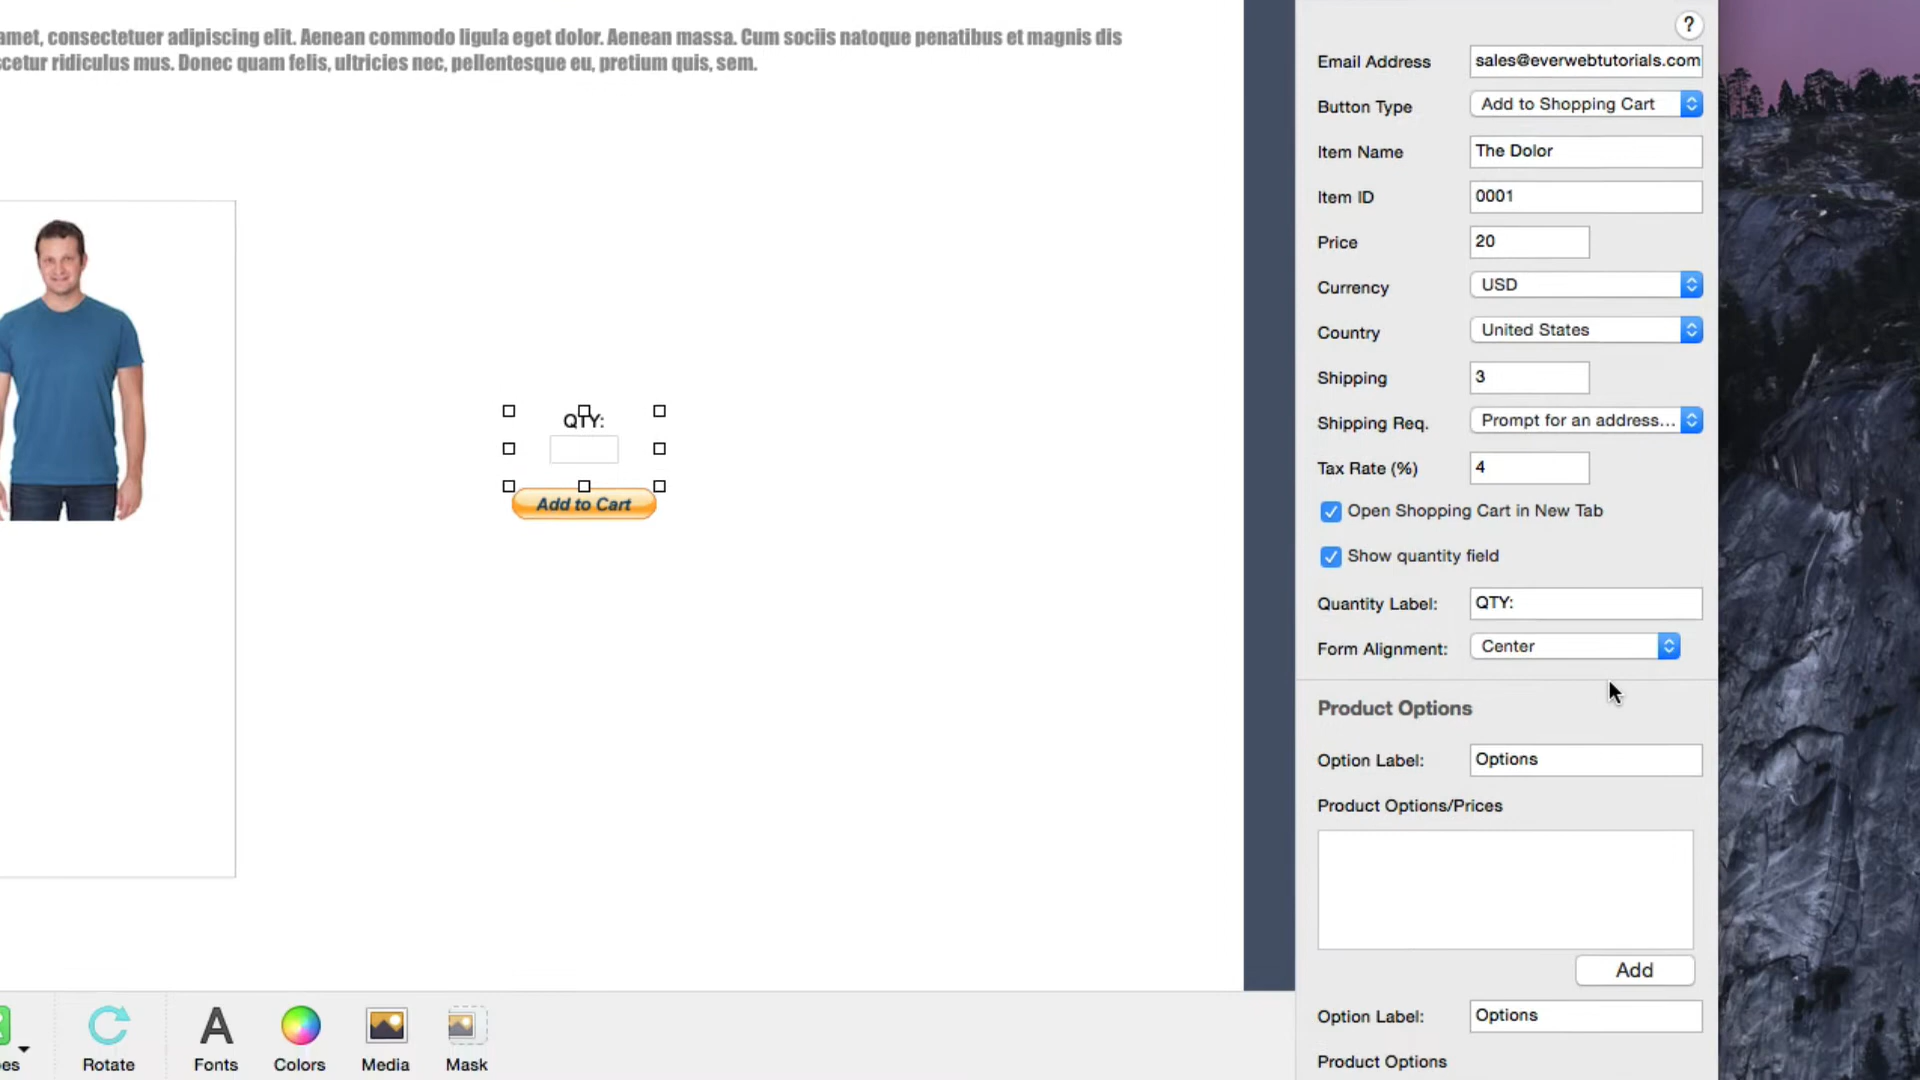 amet, consectetuer adipiscing elit. Aenean commodo ligula eget dolor. Aenean massa. Cum sociis natoque penatibus et magnis dis
cetur ridiculus mus. Donec quam felis, ultricies nec, pellentesque eu, pretium quis, sem.
QTY:
Add to Cart
?
Email Address sales@everwebtutorials.com
Button Type Add to Shopping Cart
Item Name The Dolor
Item ID 0001
Price 20
Currency USD
Country United States
Shipping 3
Shipping Req. Prompt for an address...
Tax Rate (%) 4
Open Shopping Cart in New Tab
Show quantity field
Quantity Label: QTY:
Form Alignment: Center
Product Options
Option Label: Options
Product Options/Prices
Add
Option Label: Options
Product Options
es Rotate Fonts Colors Media Mask